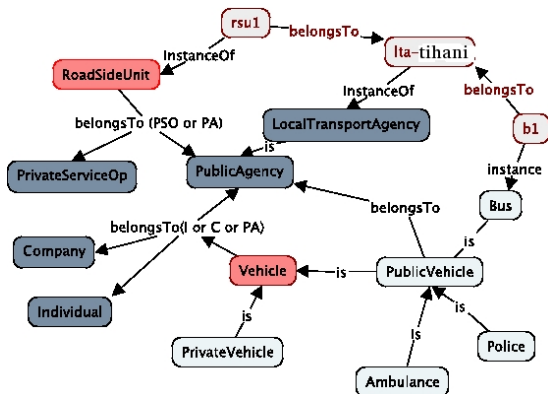 rsu1
belongsTo
lta-tihani
InstanceOf
RoadSideUnit
InstanceOf
belongsTo
belongsTo (PSO or PA)
LocalTransportAgency
b1
is
instance
PrivateServiceOp
PublicAgency
Bus
belongsTo
belongsTo(I or C or PA)
is
Company
Vehicle
is
PublicVehicle
Individual
is
is
Is
PrivateVehicle
Police
Ambulance